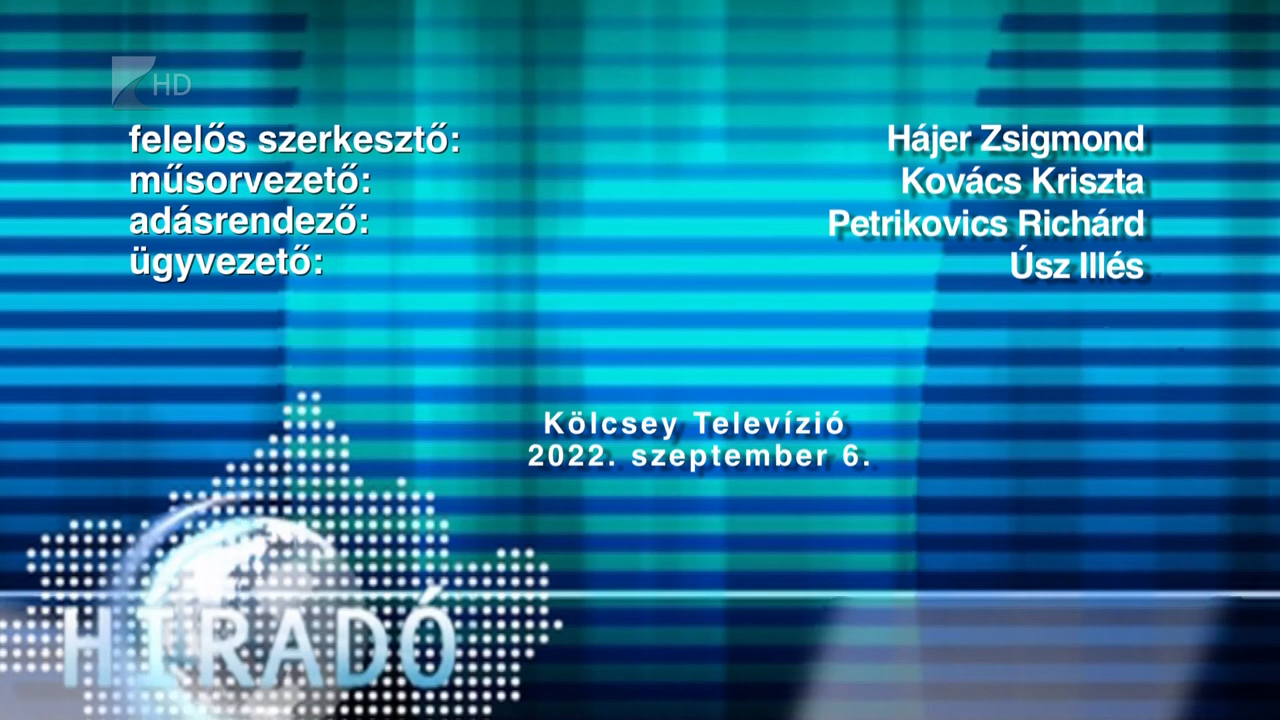 HD
felelős szerkesztő: Hájer Zsigmond
műsorvezető: Kovács Kriszta
adásrendező: Petrikovics Richárd
ügyvezető: Úsz Illés
Kölcsey Televízió
2022. szeptember 6.
HÍRADÓ